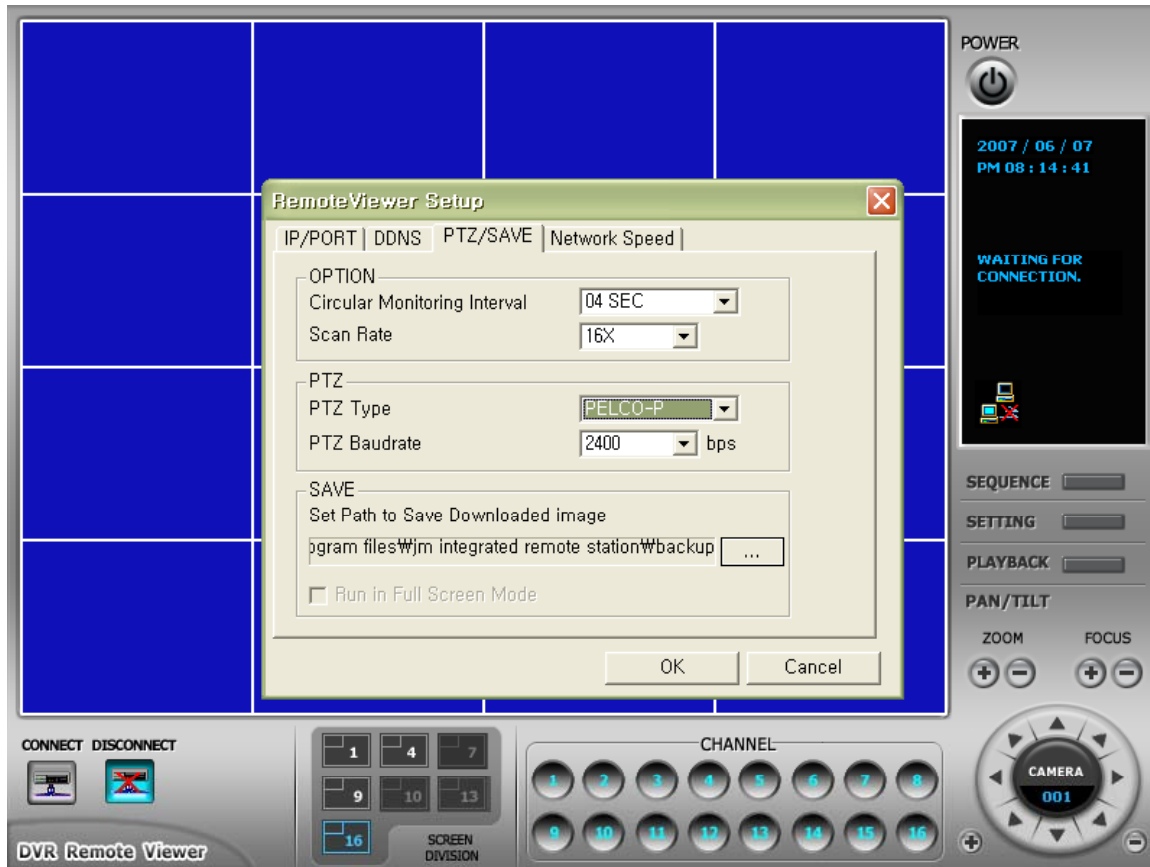 POWER
2007 / 06 / 07
PM 08 : 14 : 41
WAITING FOR
CONNECTION.
RemoteViewer Setup
IP/PORT DDNS PTZ/SAVE Network Speed
OPTION
Circular Monitoring Interval 04 SEC
Scan Rate 16X
PTZ
PTZ Type PELCO-P
PTZ Baudrate 2400 bps
SAVE
Set Path to Save Downloaded image
ogram files₩jm integrated remote station₩backup ...
Run in Full Screen Mode
OK Cancel
SEQUENCE
SETTING
PLAYBACK
PAN/TILT
ZOOM FOCUS
CAMERA
001
CONNECT DISCONNECT
1 4 7
9 10 13
16
SCREEN
DIVISION
CHANNEL
1 2 3 4 5 6 7 8
9 10 11 12 13 14 15 16
DVR Remote Viewer